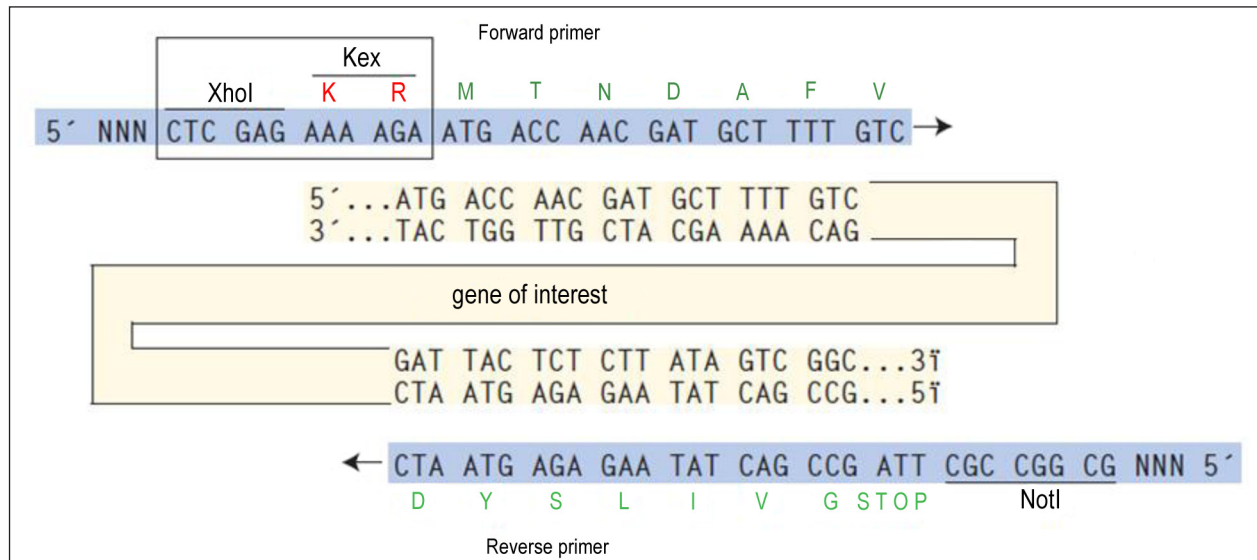 Forward primer
Kex
XhoI K R M T N D A F V
5´ NNN CTC GAG AAA AGA ATG ACC AAC GAT GCT TTT GTC
5´...ATG ACC AAC GAT GCT TTT GTC
3´...TAC TGG TTG CTA CGA AAA CAG
gene of interest
GAT TAC TCT CTT ATA GTC GGC...3ï
CTA ATG AGA GAA TAT CAG CCG...5ï
CTA ATG AGA GAA TAT CAG CCG ATT CGC CGG CG NNN 5´
D Y S L I V G STOP NotI
Reverse primer